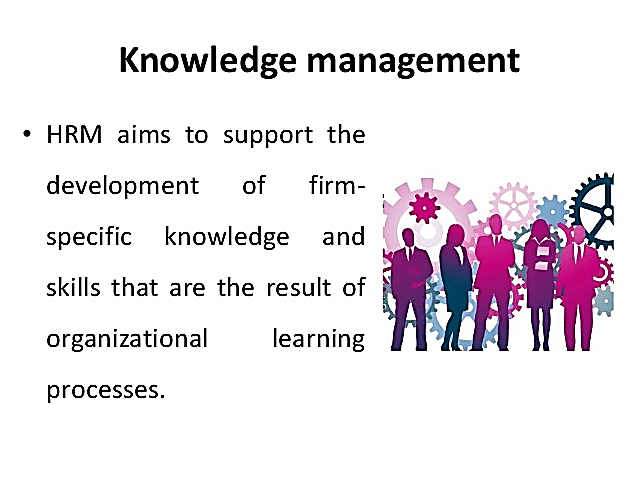 Knowledge management
• HRM aims to support the
development of firm-
specific knowledge and
skills that are the result of
organizational learning
processes.